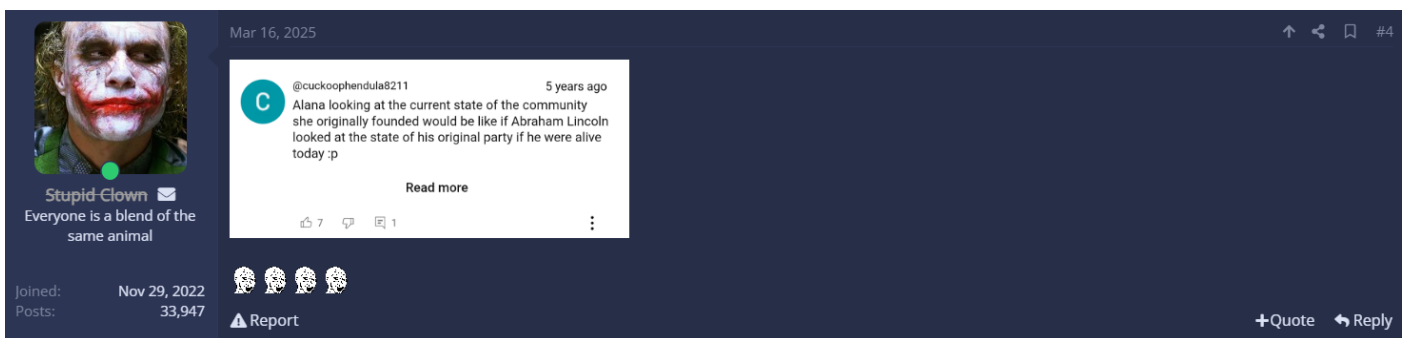 Mar 16, 2025
#4
C
@cuckoophendula8211
5 years ago
Alana looking at the current state of the community
she originally founded would be like if Abraham Lincoln
looked at the state of his original party if he were alive
today :p
Read more
7
1
Stupid Clown
Everyone is a blend of the
same animal
Joined:
Nov 29, 2022
Posts:
33,947
Report
+Quote
Reply